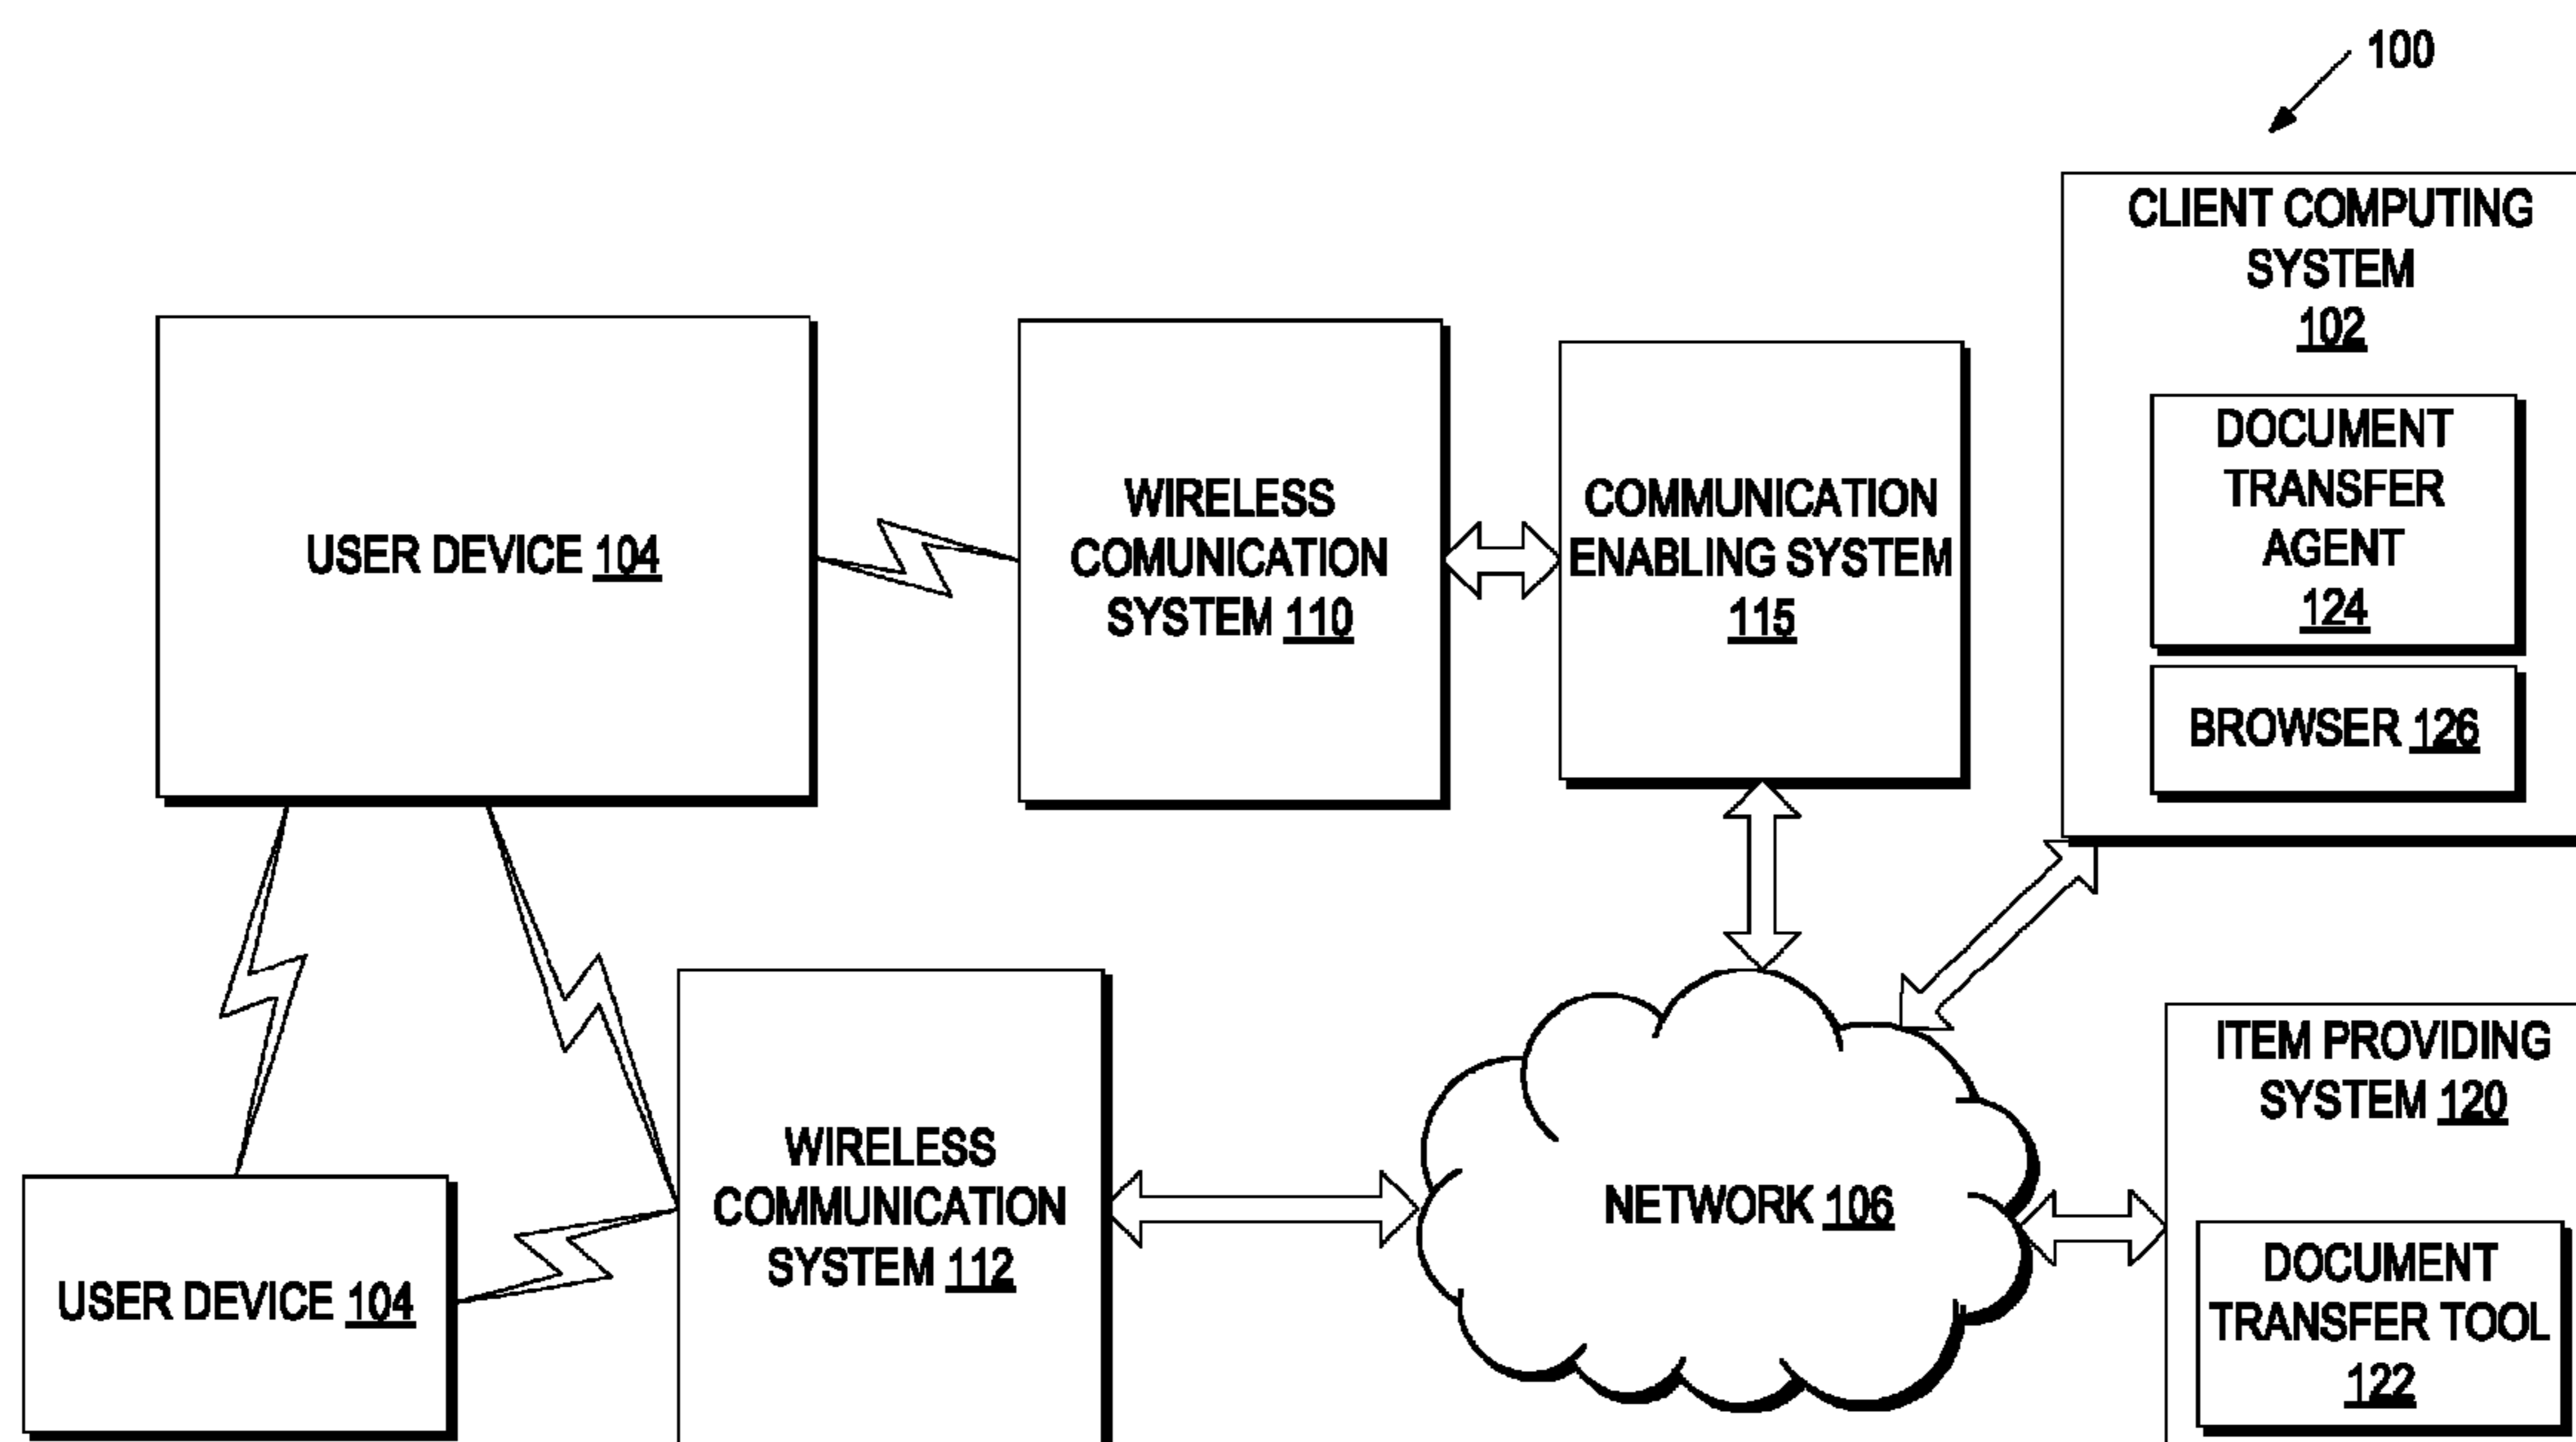 100
CLIENT COMPUTING
SYSTEM
102
DOCUMENT
TRANSFER
AGENT
124
BROWSER 126
USER DEVICE 104
WIRELESS
COMUNICATION
SYSTEM 110
COMMUNICATION
ENABLING SYSTEM
115
WIRELESS
COMMUNICATION
SYSTEM 112
USER DEVICE 104
NETWORK 106
ITEM PROVIDING
SYSTEM 120
DOCUMENT
TRANSFER TOOL
122